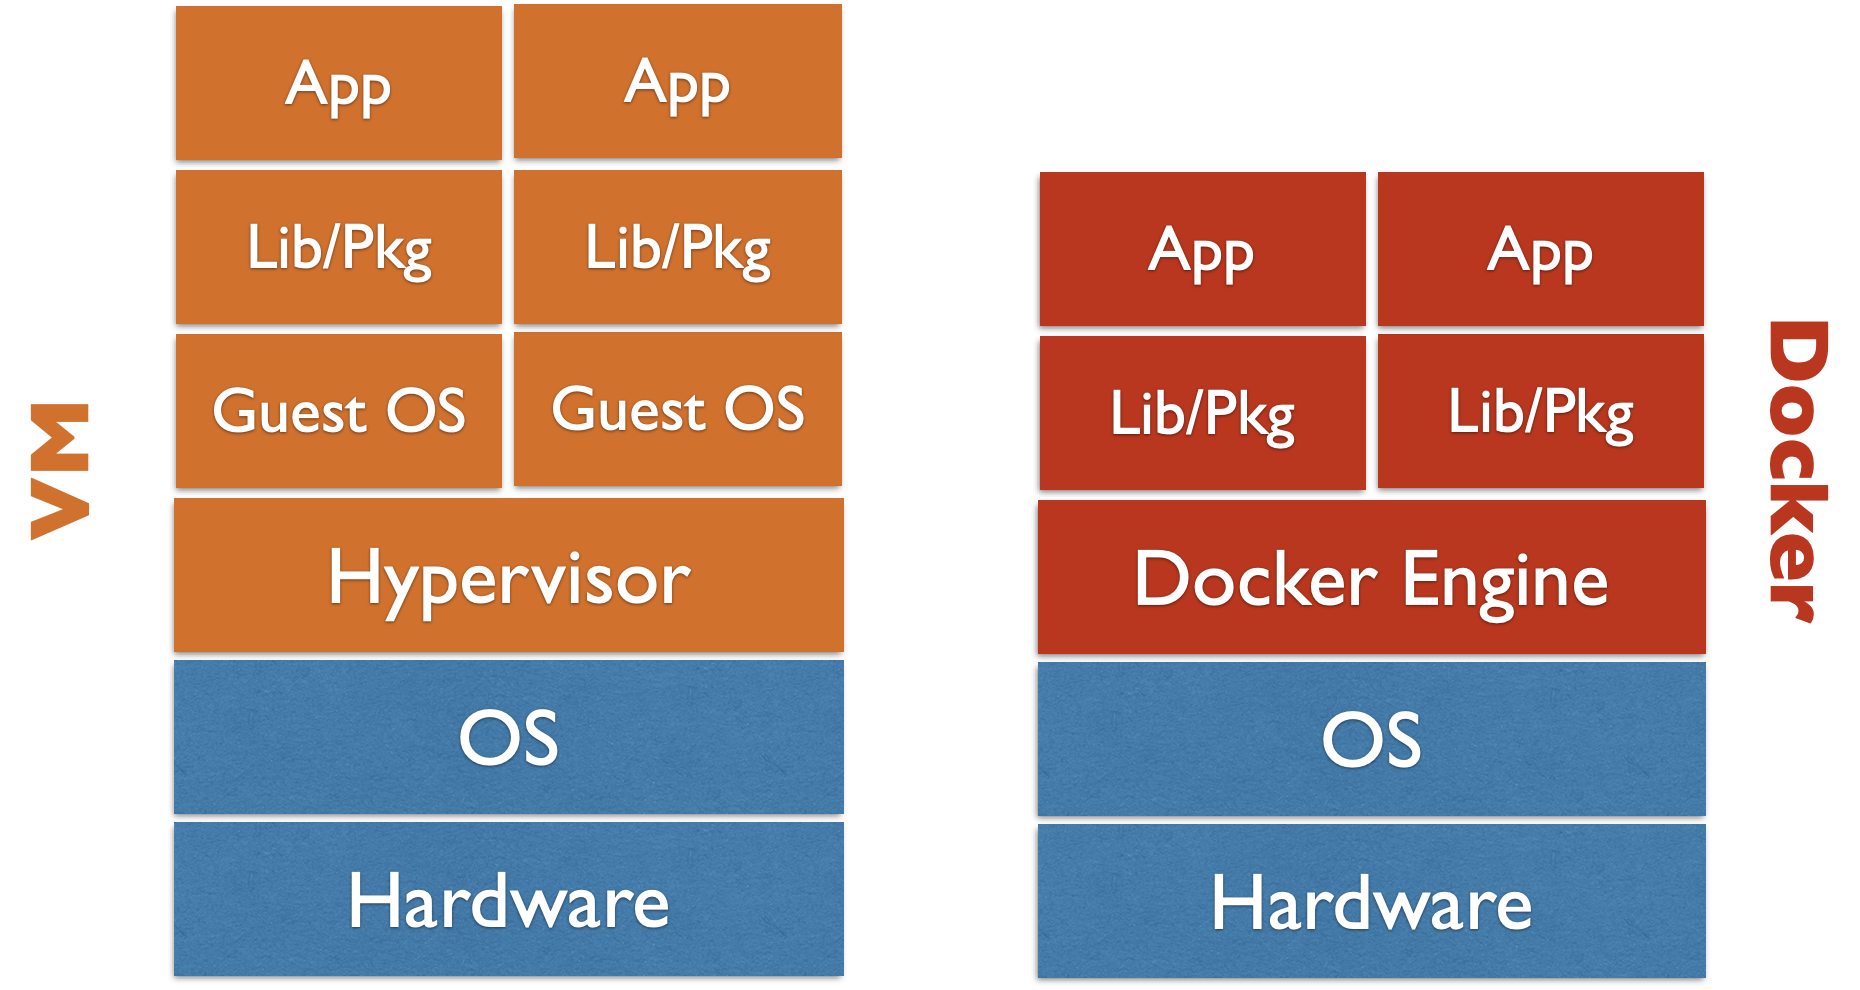 VM
App App
Lib/Pkg Lib/Pkg
Guest OS Guest OS
Hypervisor
OS
Hardware
App App
Lib/Pkg Lib/Pkg
Docker Engine
OS
Hardware
Docker